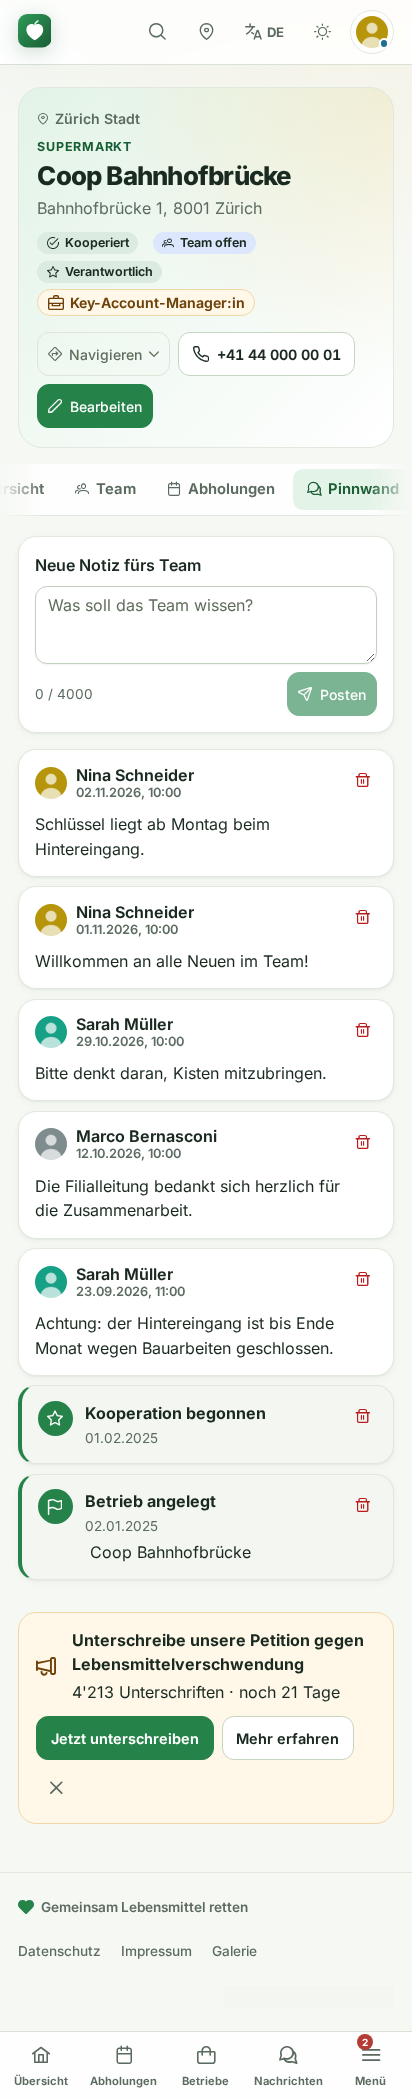 DE
Zürich Stadt
SUPERMARKT
Coop Bahnhofbrücke
Bahnhofbrücke 1, 8001 Zürich
Kooperiert Team offen
Verantwortlich
Key-Account-Manager:in
Navigieren +41 44 000 00 01
Bearbeiten
rsicht Team Abholungen Pinnwand
Neue Notiz fürs Team
Was soll das Team wissen?
0 / 4000 Posten
Nina Schneider
02.11.2026, 10:00
Schlüssel liegt ab Montag beim
Hintereingang.
Nina Schneider
01.11.2026, 10:00
Willkommen an alle Neuen im Team!
Sarah Müller
29.10.2026, 10:00
Bitte denkt daran, Kisten mitzubringen.
Marco Bernasconi
12.10.2026, 10:00
Die Filialleitung bedankt sich herzlich für
die Zusammenarbeit.
Sarah Müller
23.09.2026, 11:00
Achtung: der Hintereingang ist bis Ende
Monat wegen Bauarbeiten geschlossen.
Kooperation begonnen
01.02.2025
Betrieb angelegt
02.01.2025
Coop Bahnhofbrücke
Unterschreibe unsere Petition gegen
Lebensmittelverschwendung
4'213 Unterschriften · noch 21 Tage
Jetzt unterschreiben Mehr erfahren
Gemeinsam Lebensmittel retten
Datenschutz Impressum Galerie
2
Übersicht Abholungen Betriebe Nachrichten Menü